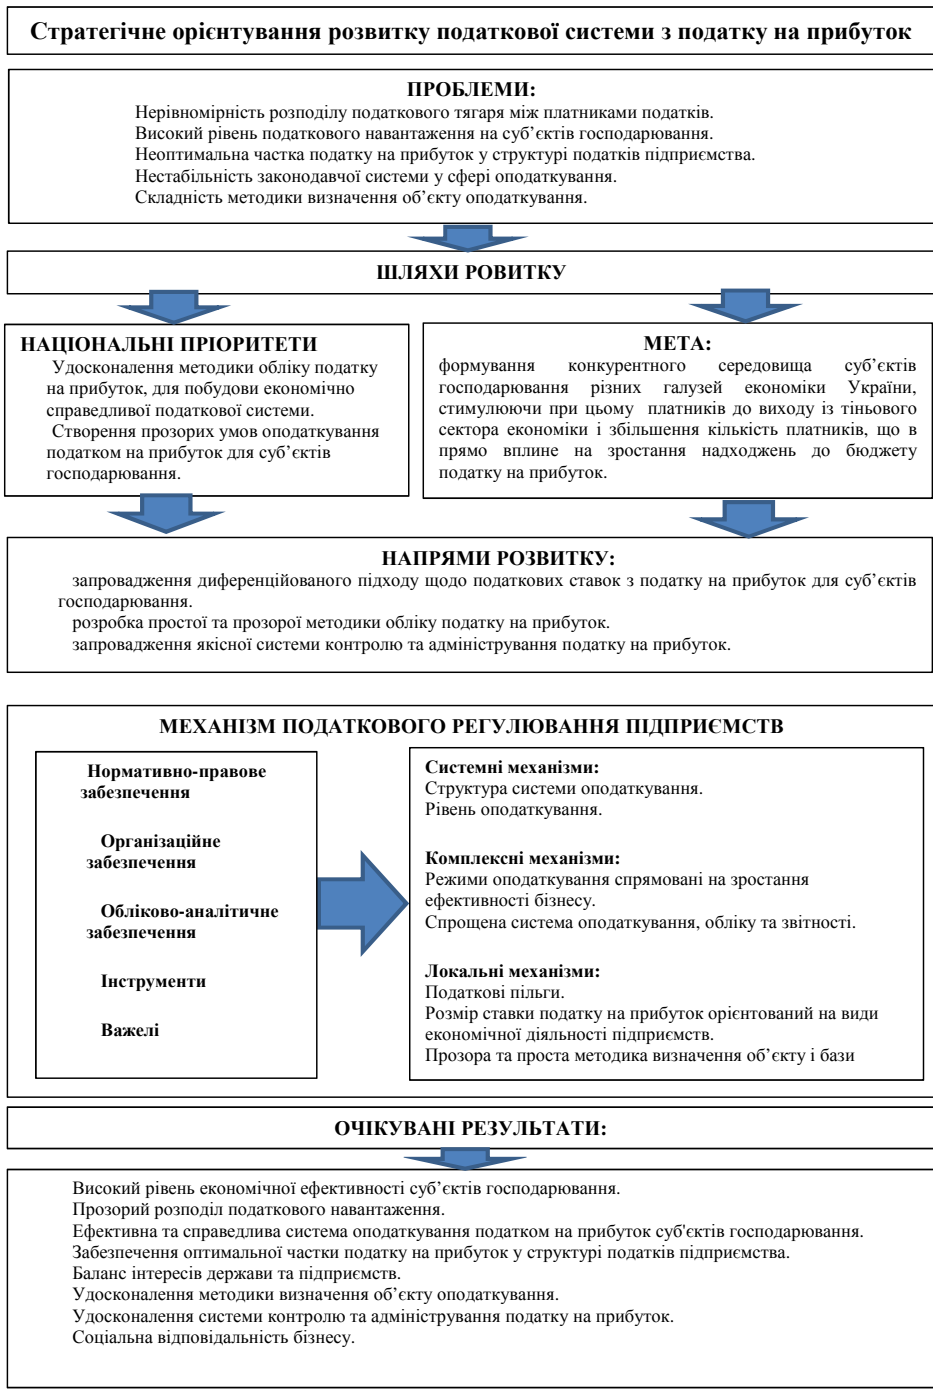 Стратегічне орієнтування розвитку податкової системи з податку на прибуток
ПРОБЛЕМИ:
Нерівномірність розподілу податкового тягаря між платниками податків.
Високий рівень податкового навантаження на суб’єктів господарювання.
Неоптимальна частка податку на прибуток у структурі податків підприємства.
Нестабільність законодавчої системи у сфері оподаткування.
Складність методики визначення об’єкту оподаткування.
ШЛЯХИ РОВИТКУ
НАЦІОНАЛЬНІ ПРІОРИТЕТИ
Удосконалення методики обліку податку
на прибуток, для побудови економічно
справедливої податкової системи.
Створення прозорих умов оподаткування
податком на прибуток для суб’єктів
господарювання.
МЕТА:
формування конкурентного середовища суб’єктів
господарювання різних галузей економіки України,
стимулюючи при цьому платників до виходу із тіньового
сектора економіки і збільшення кількість платників, що в
прямо вплине на зростання надходжень до бюджету
податку на прибуток.
НАПРЯМИ РОЗВИТКУ:
запровадження диференційованого підходу щодо податкових ставок з податку на прибуток для суб’єктів
господарювання.
розробка простої та прозорої методики обліку податку на прибуток.
запровадження якісної системи контролю та адміністрування податку на прибуток.
МЕХАНІЗМ ПОДАТКОВОГО РЕГУЛЮВАННЯ ПІДПРИЄМСТВ
Нормативно-правове
забезпечення
Організаційне
забезпечення
Обліково-аналітичне
забезпечення
Інструменти
Важелі
Системні механізми:
Структура системи оподаткування.
Рівень оподаткування.
Комплексні механізми:
Режими оподаткування спрямовані на зростання
ефективності бізнесу.
Спрощена система оподаткування, обліку та звітності.
Локальні механізми:
Податкові пільги.
Розмір ставки податку на прибуток орієнтований на види
економічної діяльності підприємств.
Прозора та проста методика визначення об’єкту і бази
ОЧІКУВАНІ РЕЗУЛЬТАТИ:
Високий рівень економічної ефективності суб’єктів господарювання.
Прозорий розподіл податкового навантаження.
Ефективна та справедлива система оподаткування податком на прибуток суб'єктів господарювання.
Забезпечення оптимальної частки податку на прибуток у структурі податків підприємства.
Баланс інтересів держави та підприємств.
Удосконалення методики визначення об’єкту оподаткування.
Удосконалення системи контролю та адміністрування податку на прибуток.
Соціальна відповідальність бізнесу.